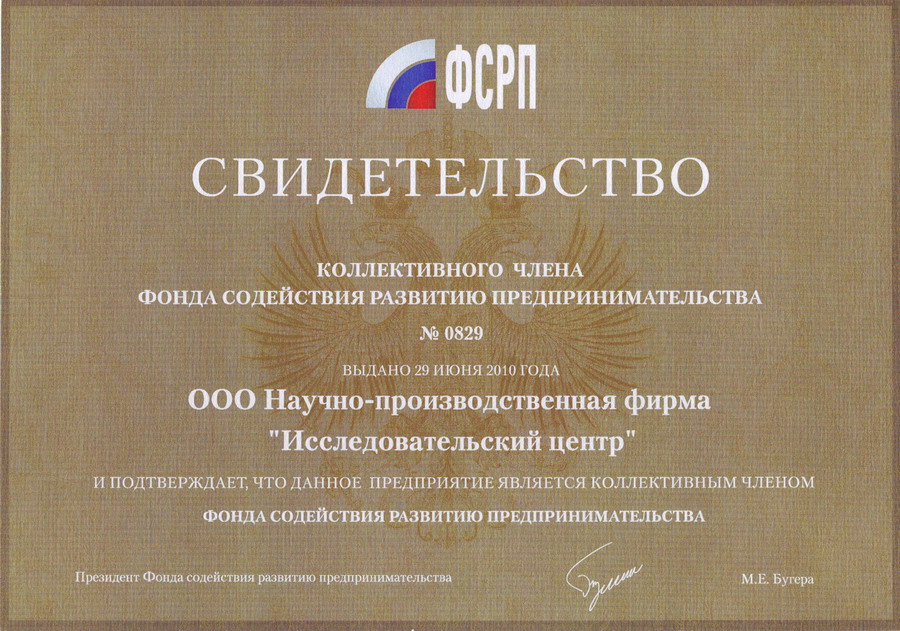 ФСРП
СВИДЕТЕЛЬСТВО
КОЛЛЕКТИВНОГО ЧЛЕНА
ФОНДА СОДЕЙСТВИЯ РАЗВИТИЮ ПРЕДПРИНИМАТЕЛЬСТВА
№ 0829
ВЫДАНО 29 ИЮНЯ 2010 ГОДА
ООО Научно-производственная фирма
"Исследовательский центр"
И ПОДТВЕРЖДАЕТ, ЧТО ДАННОЕ ПРЕДПРИЯТИЕ ЯВЛЯЕТСЯ КОЛЛЕКТИВНЫМ ЧЛЕНОМ
ФОНДА СОДЕЙСТВИЯ РАЗВИТИЮ ПРЕДПРИНИМАТЕЛЬСТВА
Президент Фонда содействия развитию предпринимательства
М.Е. Бугера